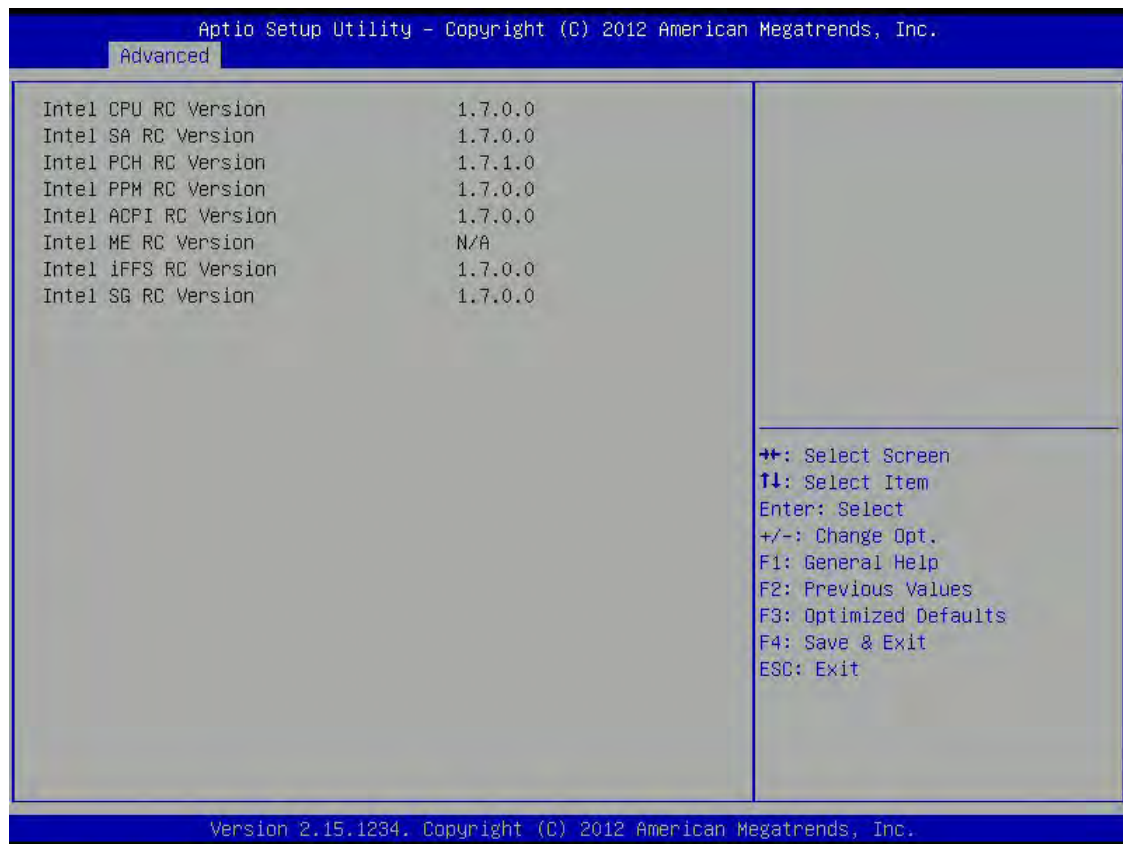 Aptio Setup Utility – Copyright (C) 2012 American Megatrends, Inc.
Advanced
Intel CPU RC Version 1.7.0.0
Intel SA RC Version 1.7.0.0
Intel PCH RC Version 1.7.1.0
Intel PPM RC Version 1.7.0.0
Intel ACPI RC Version 1.7.0.0
Intel ME RC Version N/A
Intel iFFS RC Version 1.7.0.0
Intel SG RC Version 1.7.0.0
→←: Select Screen
↑↓: Select Item
Enter: Select
+/-: Change Opt.
F1: General Help
F2: Previous Values
F3: Optimized Defaults
F4: Save & Exit
ESC: Exit
Version 2.15.1234. Copyright (C) 2012 American Megatrends, Inc.